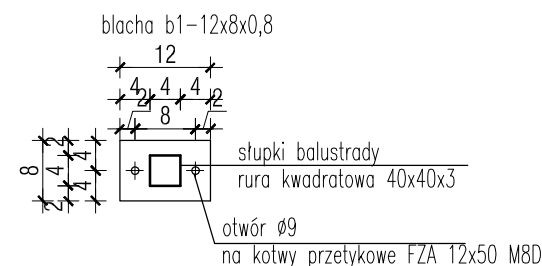 blacha b1-12x8x0,8
12
4 4 4
2 8 2
8
2 4 2
4 4
słupki balustrady
rura kwadratowa 40x40x3
otwór ø9
na kotwy przetykowe FZA 12x50 M8D